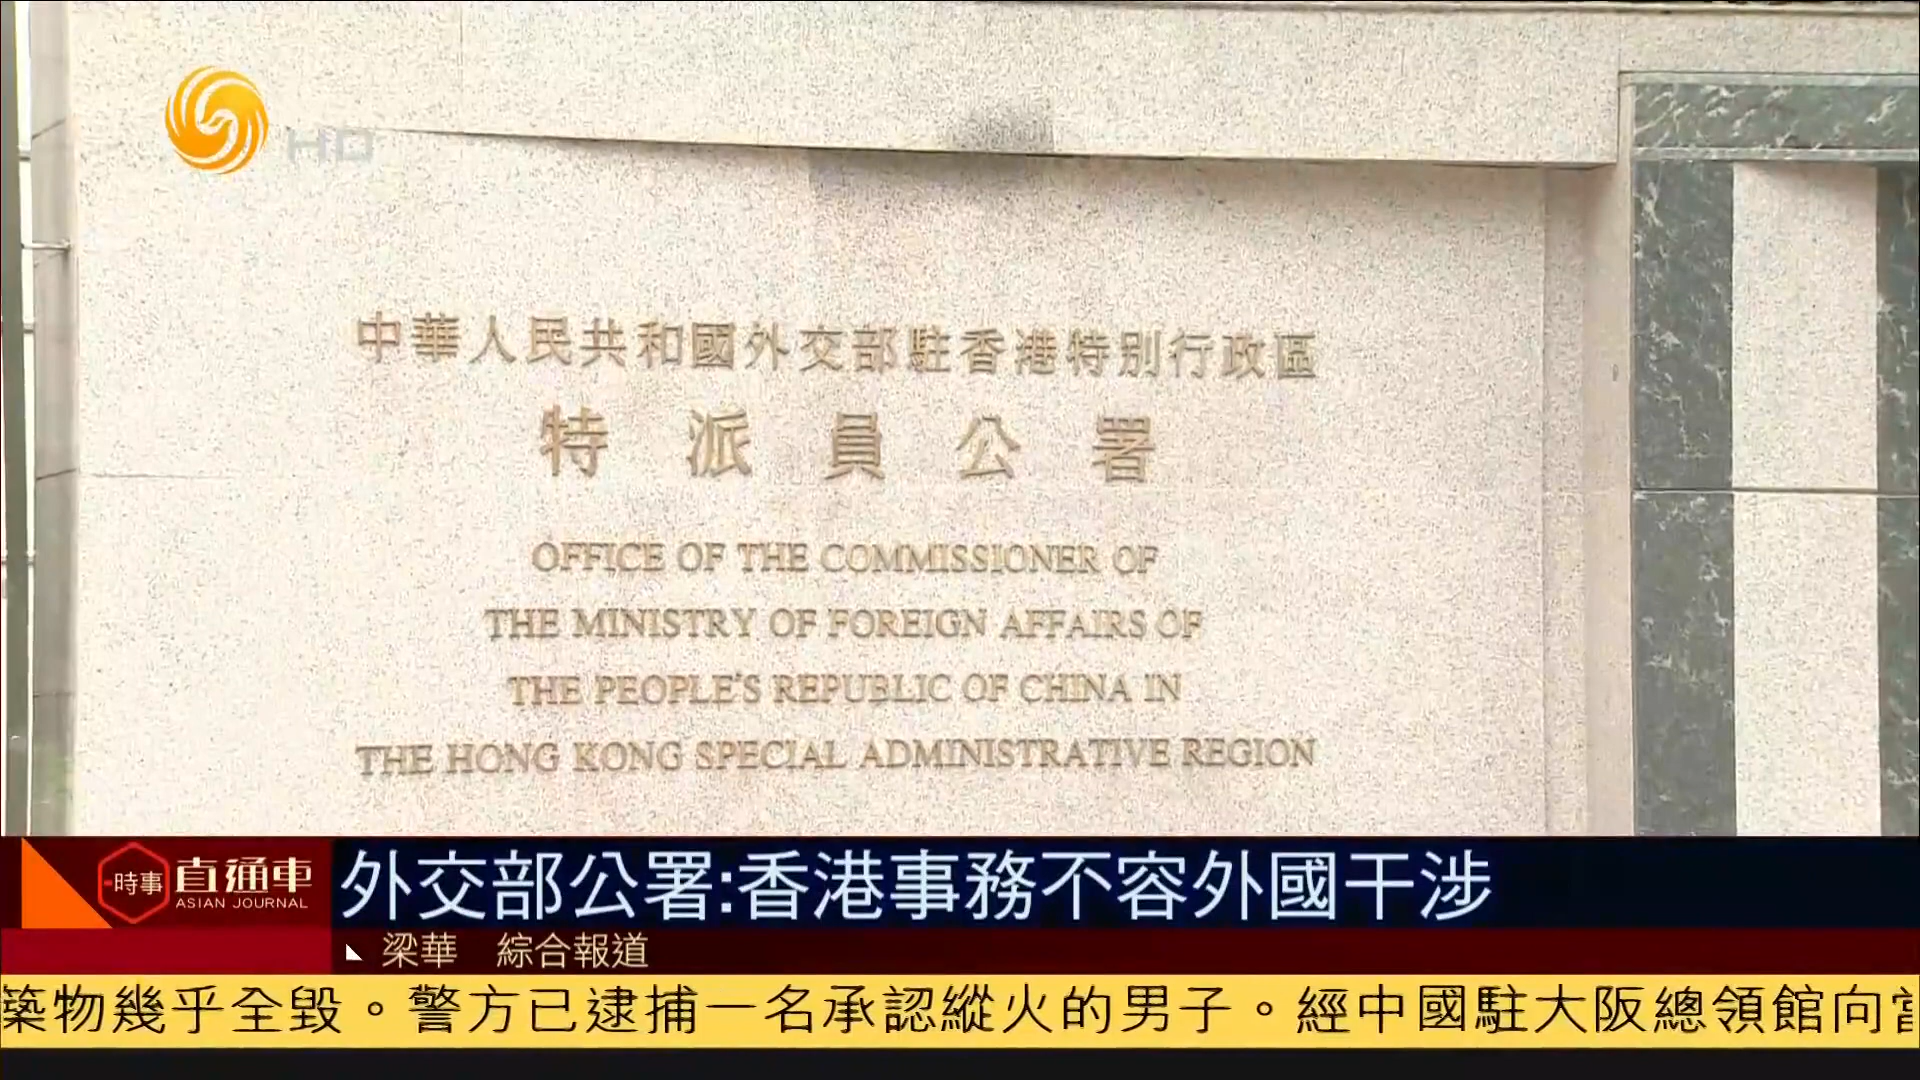 HD
中華人民共和國外交部駐香港特別行政區
特派員公署
OFFICE OF THE COMMISSIONER OF
THE MINISTRY OF FOREIGN AFFAIRS OF
THE PEOPLE'S REPUBLIC OF CHINA IN
THE HONG KONG SPECIAL ADMINISTRATIVE REGION
時事直通車
ASIAN JOURNAL
外交部公署:香港事務不容外國干涉
梁華 綜合報道
築物幾乎全毀。警方已逮捕一名承認縱火的男子。經中國駐大阪總領館向